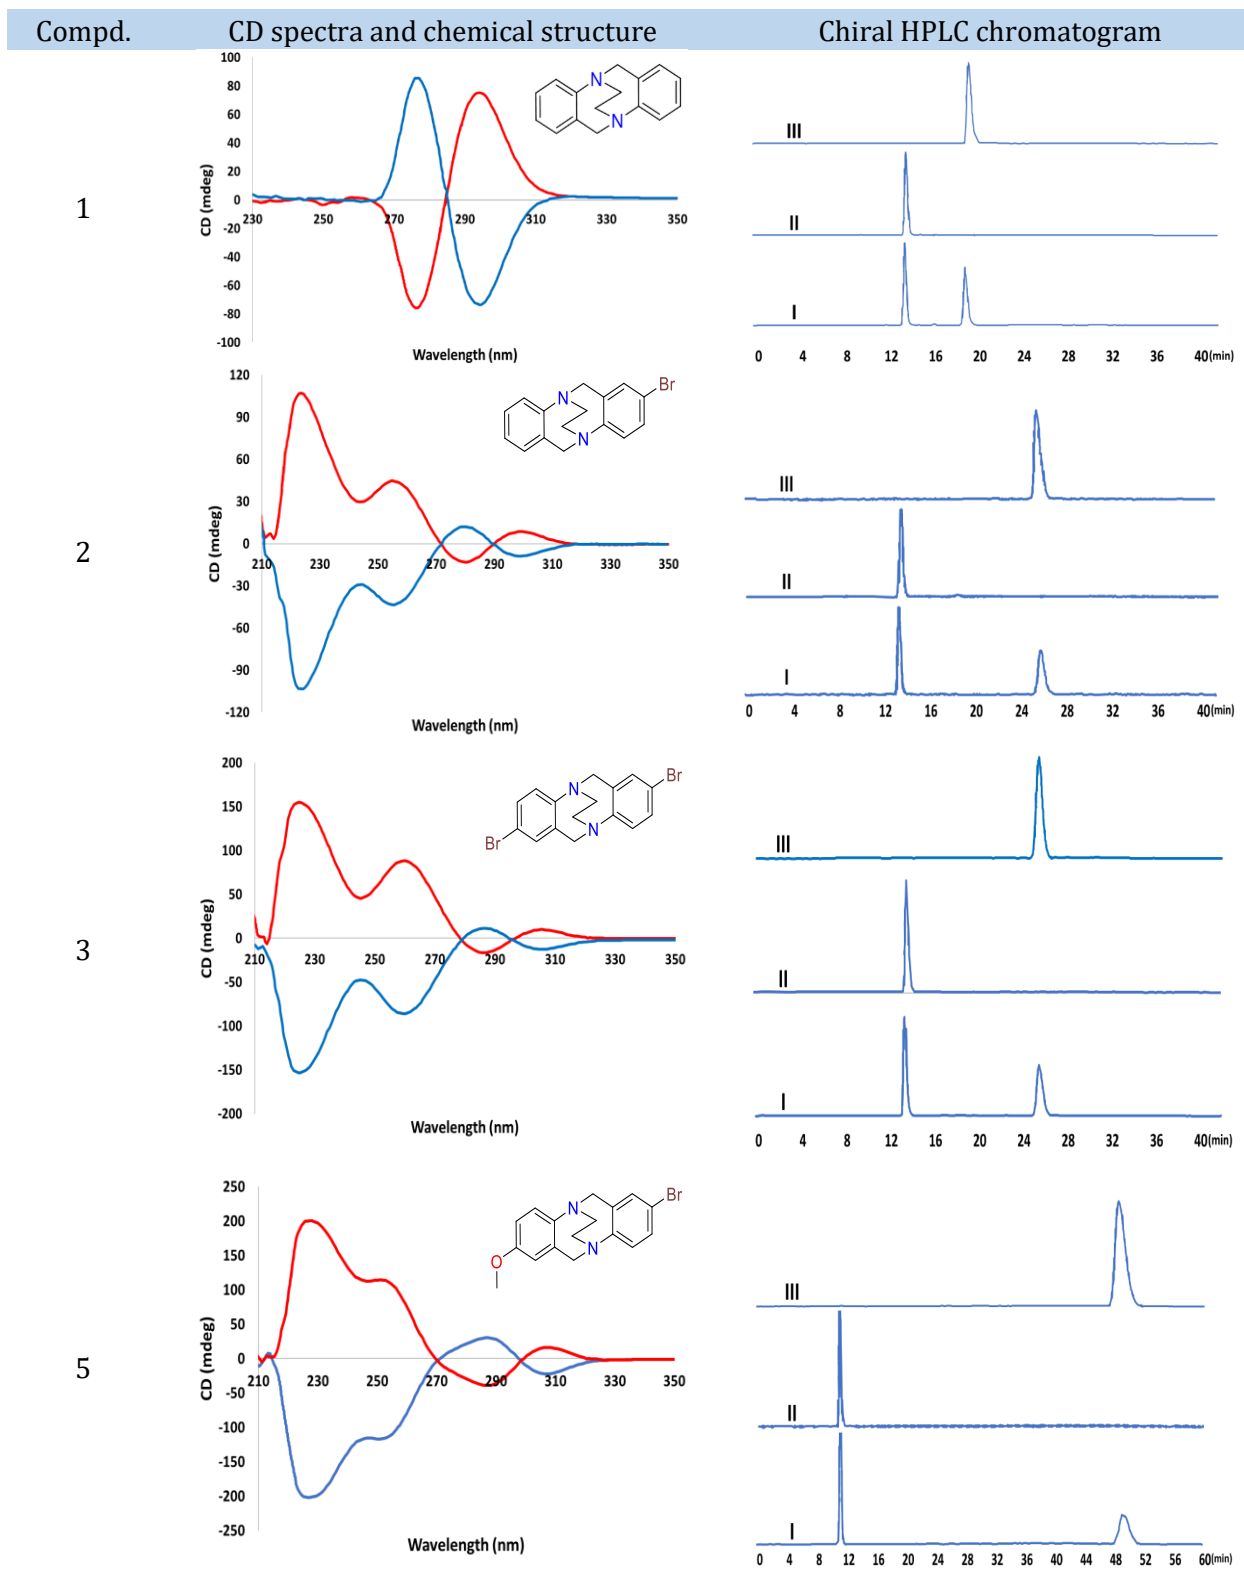 Compd. CD spectra and chemical structure Chiral HPLC chromatogram
1
100
80
60
40
20
0
-20
-40
-60
-80
-100
CD (mdeg)
230 250 270 290 310 330 350
Wavelength (nm)
N
N
III
II
I
0 4 8 12 16 20 24 28 32 36 40(min)
2
120
90
60
30
0
-30
-60
-90
-120
CD (mdeg)
210 230 250 270 290 310 330 350
Wavelength (nm)
Br
N
N
III
II
I
0 4 8 12 16 20 24 28 32 36 40(min)
3
200
150
100
50
0
-50
-100
-150
-200
CD (mdeg)
210 230 250 270 290 310 330 350
Wavelength (nm)
Br
N
N
Br
III
II
I
0 4 8 12 16 20 24 28 32 36 40(min)
5
250
200
150
100
50
0
-50
-100
-150
-200
-250
CD (mdeg)
210 230 250 270 290 310 330 350
Wavelength (nm)
Br
N
N
O
III
II
I
0 4 8 12 16 20 24 28 32 36 40 44 48 52 56 60(min)